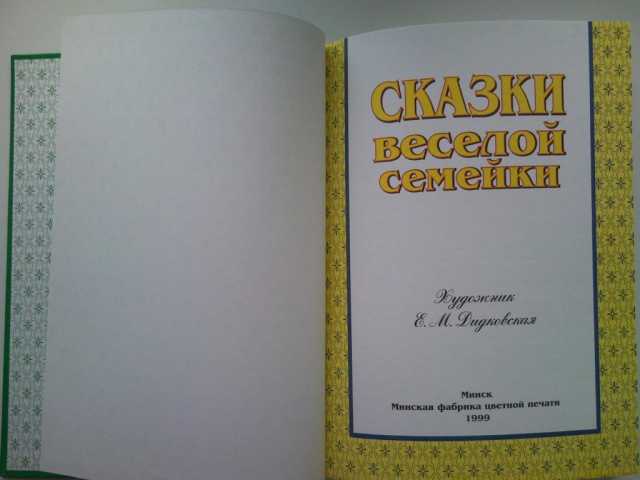 СКАЗКИ
веселой
семейки
Художник
Е. М. Дидковская
Минск
Минская фабрика цветной печати
1999